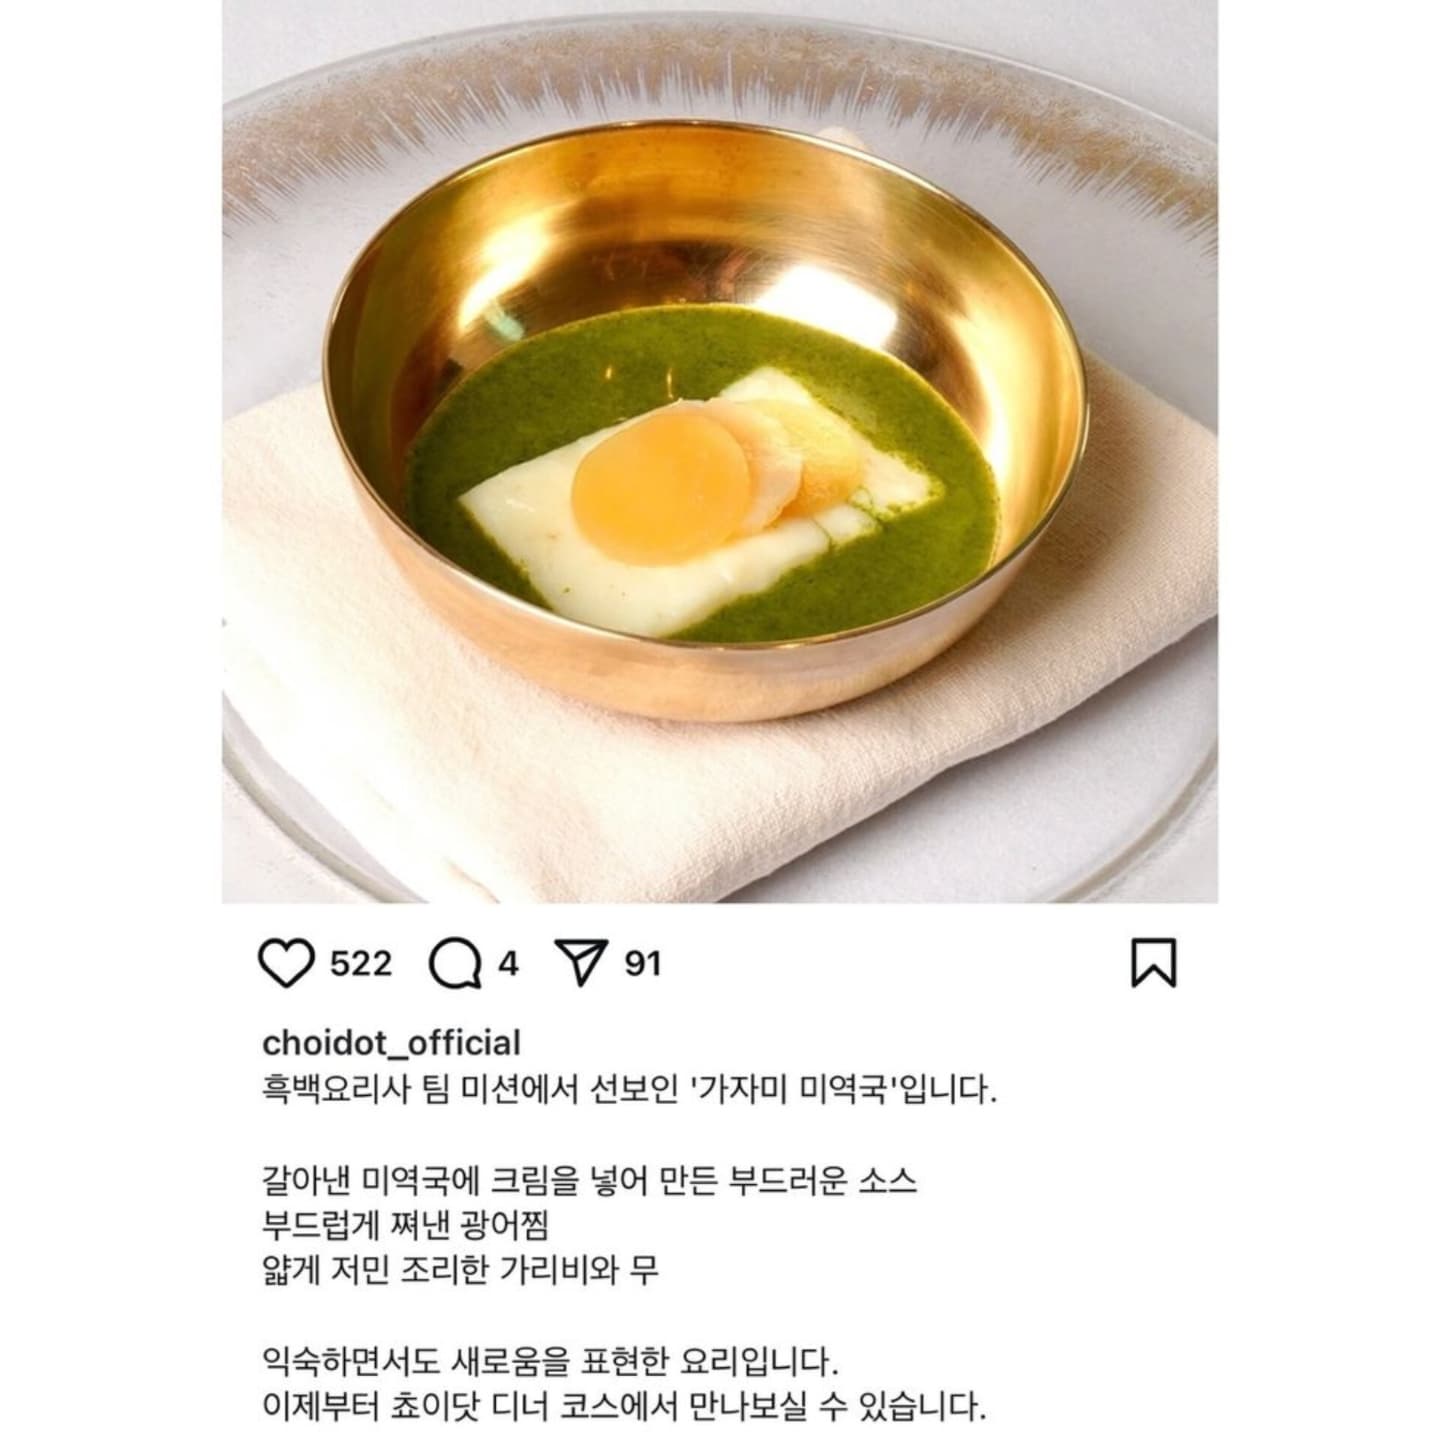 522 4 91
choidot_official
흑백요리사 팀 미션에서 선보인 '가자미 미역국'입니다.
갈아낸 미역국에 크림을 넣어 만든 부드러운 소스
부드럽게 쪄낸 광어찜
얇게 저민 조리한 가리비와 무
익숙하면서도 새로움을 표현한 요리입니다.
이제부터 쵸이닷 디너 코스에서 만나보실 수 있습니다.